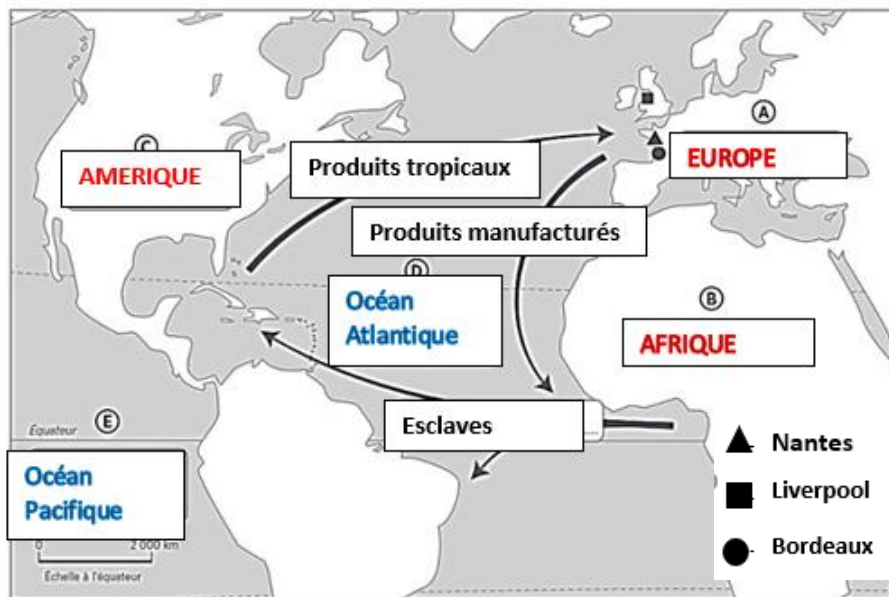 A
C
EUROPE
AMERIQUE
Produits tropicaux
Produits manufacturés
D
B
Océan
Atlantique
AFRIQUE
E
Esclaves
Équateur
Nantes
Océan
Pacifique
Liverpool
0 2 000 km
Bordeaux
Échelle à l'équateur